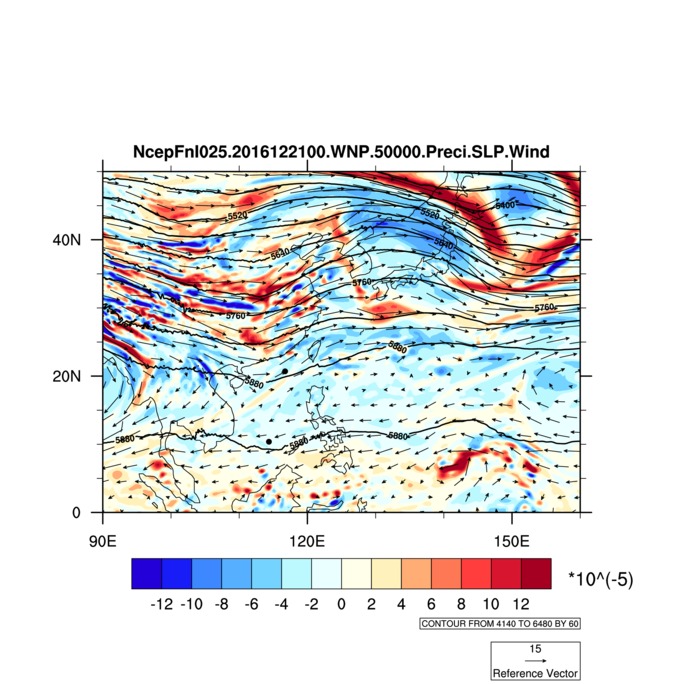 NcepFnl025.2016122100.WNP.50000.Preci.SLP.Wind
5400
5520
5520
40N
5640
5640
5760
5760
5760
5880
20N
5880
5880
5880
5880
0
90E 120E 150E
-12 -10 -8 -6 -4 -2 0 2 4 6 8 10 12
*10^(-5)
CONTOUR FROM 4140 TO 6480 BY 60
15
Reference Vector